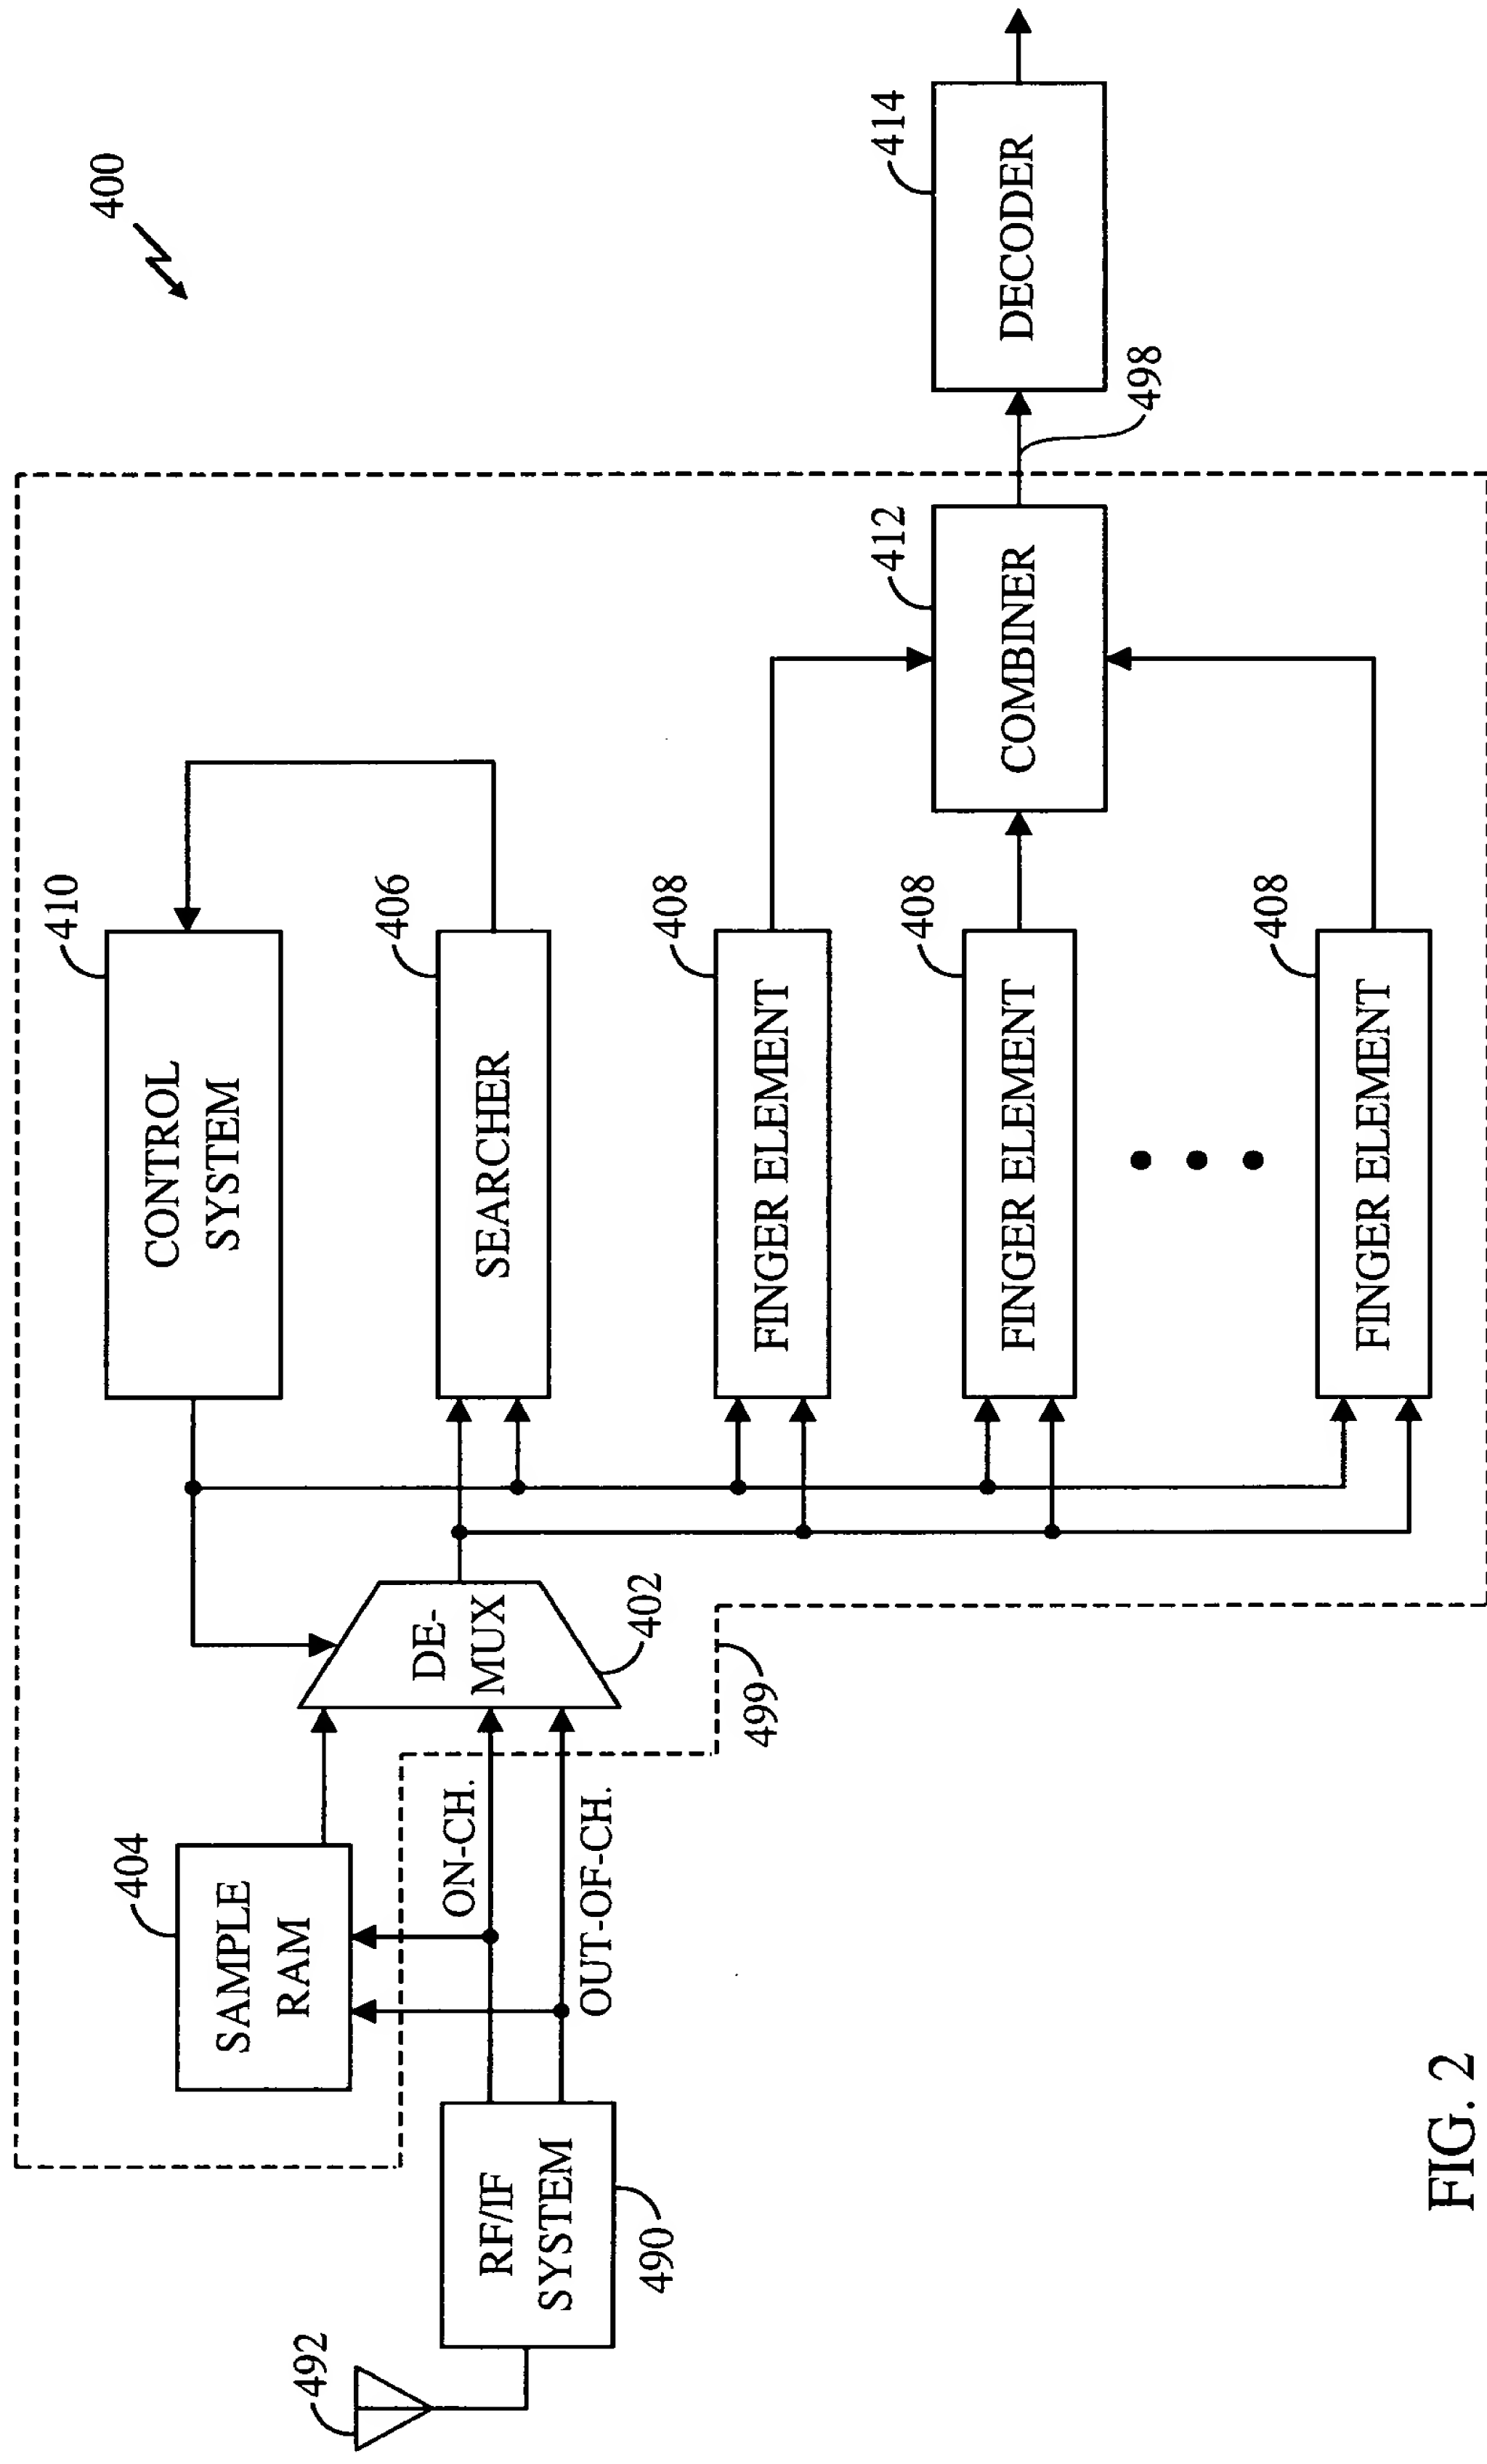 400
410
CONTROL
SYSTEM
404
SAMPLE
RAM
406
SEARCHER
492
RF/IF
SYSTEM
490
ON-CH.
OUT-OF-CH.
DE-
MUX
402
499
408
FINGER ELEMENT
408
FINGER ELEMENT
408
FINGER ELEMENT
412
COMBINER
498
414
DECODER
FIG. 2